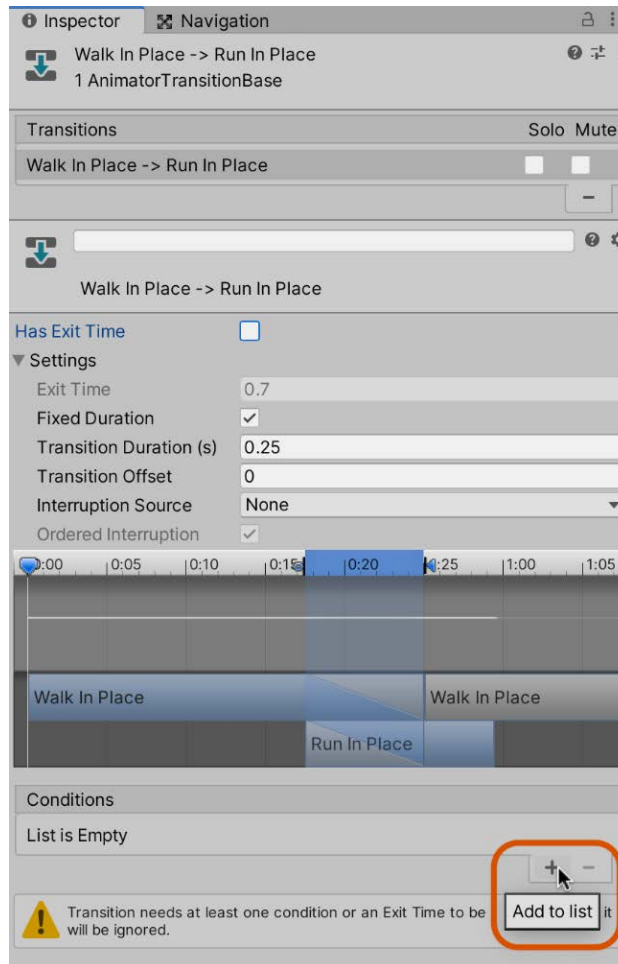 Inspector Navigation
Walk In Place -> Run In Place
1 AnimatorTransitionBase
Transitions Solo Mute
Walk In Place -> Run In Place
Walk In Place -> Run In Place
Has Exit Time
Settings
Exit Time 0.7
Fixed Duration
Transition Duration (s) 0.25
Transition Offset 0
Interruption Source None
Ordered Interruption
:00 0:05 0:10 0:15 0:20 :25 1:00 1:05
Walk In Place Walk In Place
Run In Place
Conditions
List is Empty
Transition needs at least one condition or an Exit Time to be it
will be ignored.
Add to list